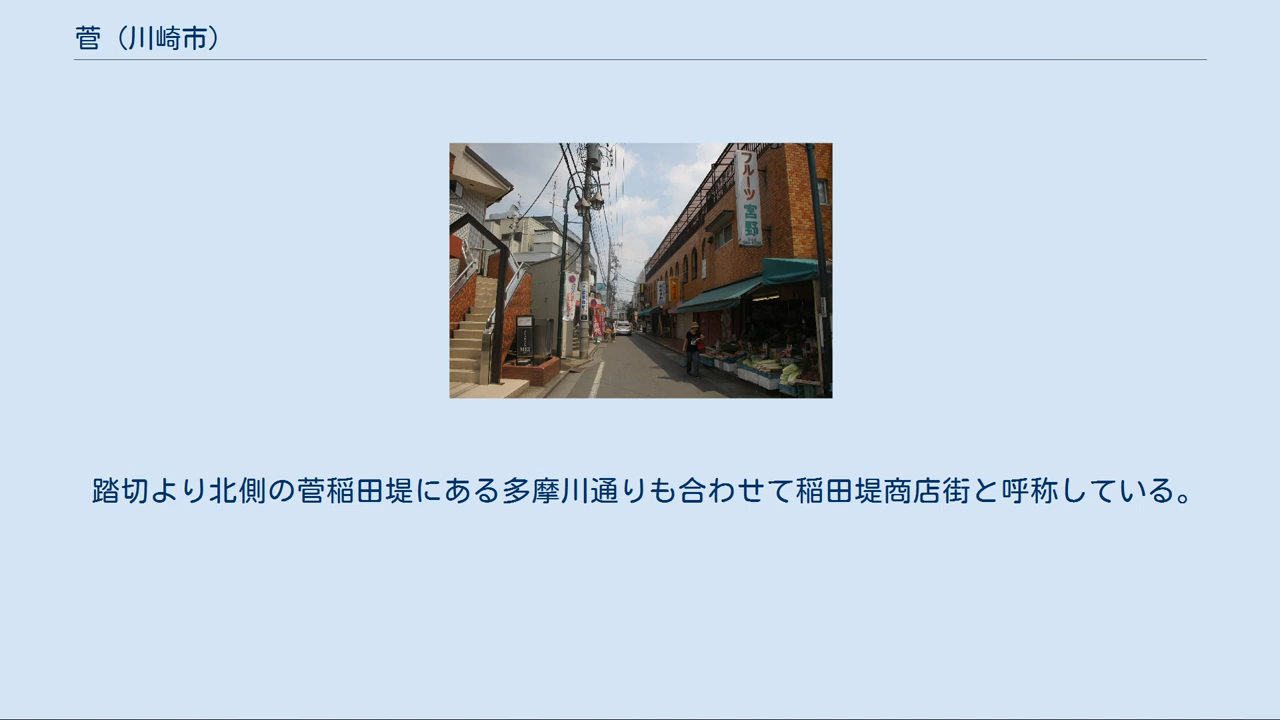 菅（川崎市）
フルーツ宮野
踏切より北側の菅稲田堤にある多摩川通りも合わせて稲田堤商店街と呼称している。